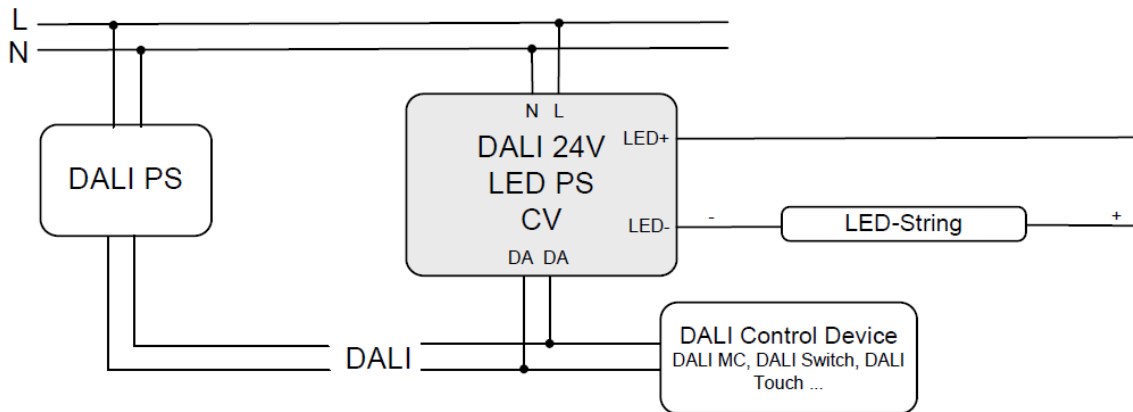 L
N
N L
DALI PS
DALI 24V
LED PS
CV
LED+
LED-
-
LED-String
+
DA DA
DALI
DALI Control Device
DALI MC, DALI Switch, DALI
Touch ...